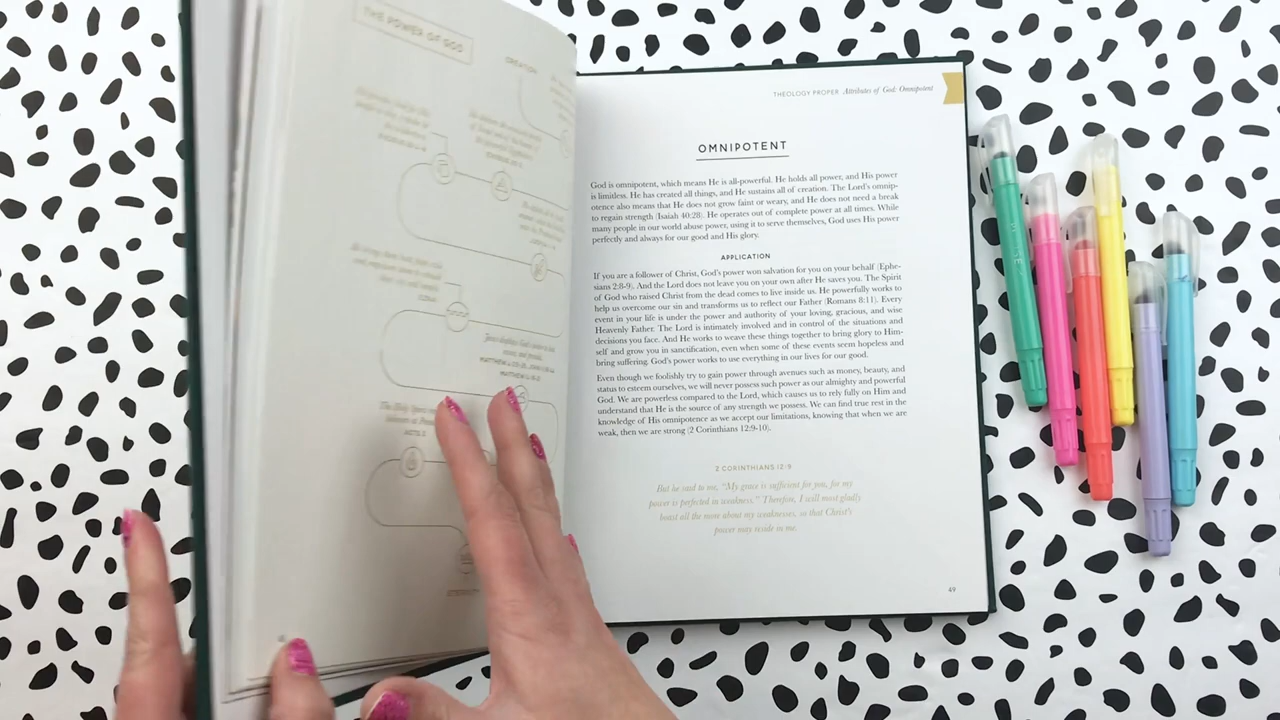 THE POWER OF GOD
CREATION
THEOLOGY PROPER Attributes of God: Omnipotent
OMNIPOTENT
God is omnipotent, which means He is all-powerful. He holds all power, and His power
is limitless. He has created all things, and He sustains all of creation. The Lord's omnip-
otence also means that He does not grow faint or weary, and He does not need a break
to regain strength (Isaiah 40:28). He operates out of complete power at all times. While
many people in our world abuse power, using it to serve themselves, God uses His power
perfectly and always for our good and His glory.
APPLICATION
If you are a follower of Christ, God's power won salvation for you on your behalf (Ephe-
sians 2:8-9). And the Lord does not leave you on your own after He saves you. The Spirit
of God who raised Christ from the dead comes to live inside us. He powerfully works to
help us overcome our sin and transforms us to reflect our Father (Romans 8:11). Every
event in your life is under the power and authority of your loving, gracious, and wise
Heavenly Father. The Lord is intimately involved and in control of the situations and
decisions you face. And He works to weave these things together to bring glory to Him-
self and grow you in sanctification, even when some of these events seem hopeless and
bring suffering. God's power works to use everything in our lives for our good.
Even though we foolishly try to gain power through avenues such as money, beauty, and
status to esteem ourselves, we will never possess such power as our almighty and powerful
God. We are powerless compared to the Lord, which causes us to rely fully on Him and
understand that He is the source of any strength we possess. We can find true rest in the
knowledge of His omnipotence as we accept our limitations, knowing that when we are
weak, then we are strong (2 Corinthians 12:9-10).
2 CORINTHIANS 12:9
But he said to me, "My grace is sufficient for you, for my
power is perfected in weakness." Therefore, I will most gladly
boast all the more about my weaknesses, so that Christ's
power may reside in me.
49